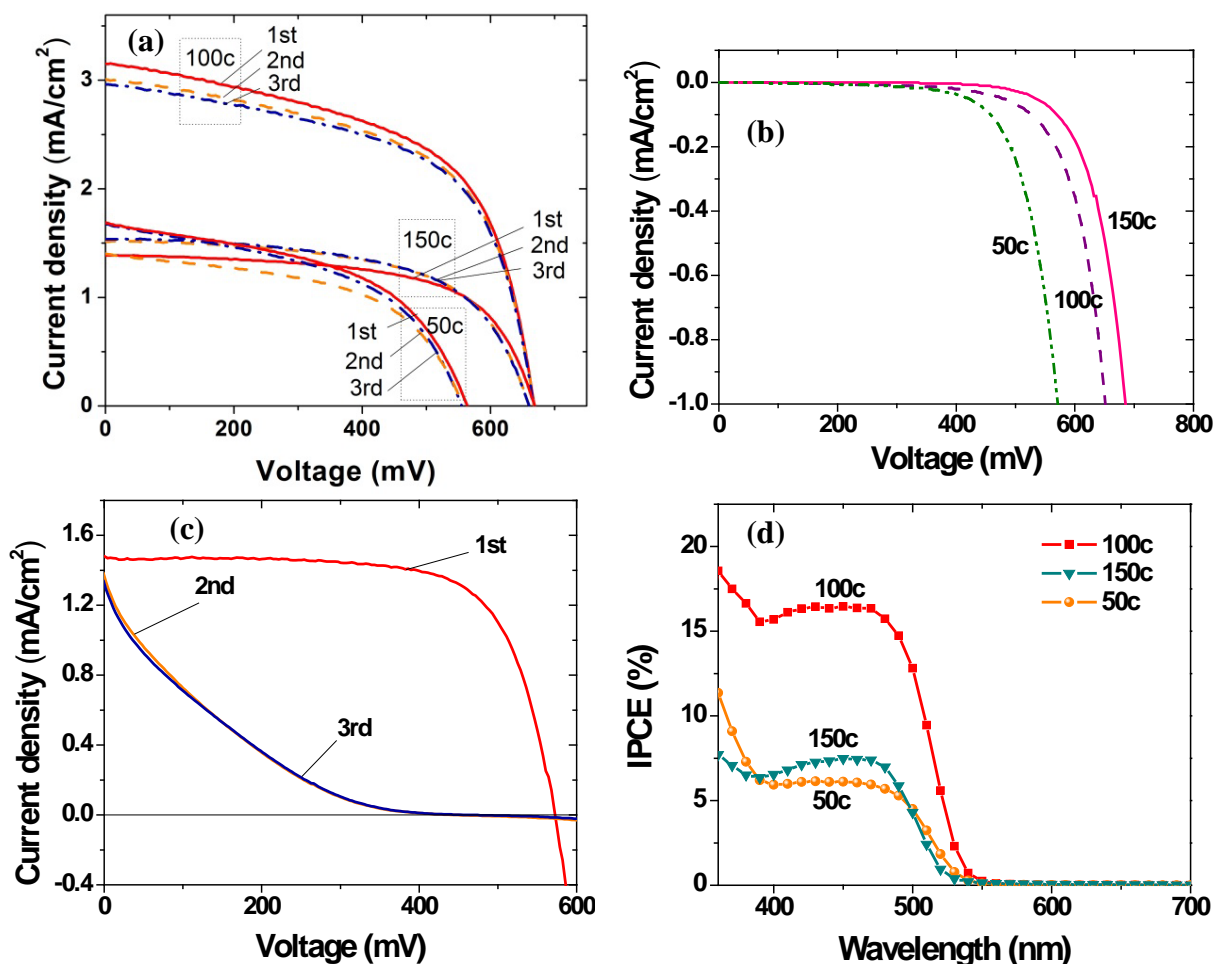 (a)
100c
1st
2nd
3rd
150c
1st
2nd
3rd
50c
1st
2nd
3rd
3
2
1
0
0
200
400
600
Current density (mA/cm²)
Voltage (mV)
(b)
0.0
-0.2
-0.4
-0.6
-0.8
-1.0
50c
100c
150c
0
200
400
600
800
Current density (mA/cm²)
Voltage (mV)
(c)
1.6
1.2
0.8
0.4
0.0
-0.4
1st
2nd
3rd
0
200
400
600
Current density (mA/cm²)
Voltage (mV)
(d)
20
15
10
5
0
100c
150c
50c
100c
150c
50c
400
500
600
700
IPCE (%)
Wavelength (nm)